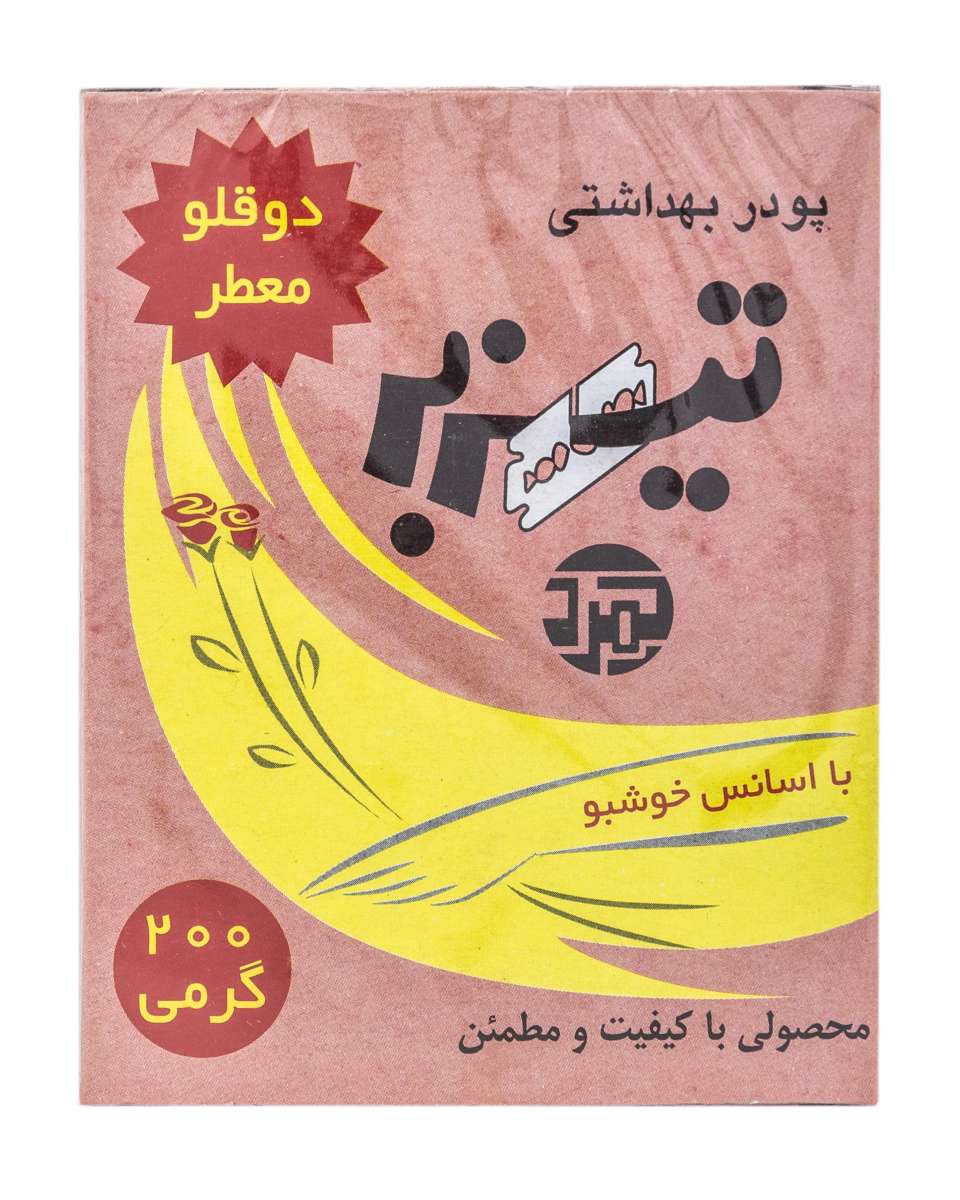 دوقلو
معطر
پودر بهداشتی
تیزبر
با اسانس خوشبو
۲۰۰
گرمی
محصولی با کیفیت و مطمئن